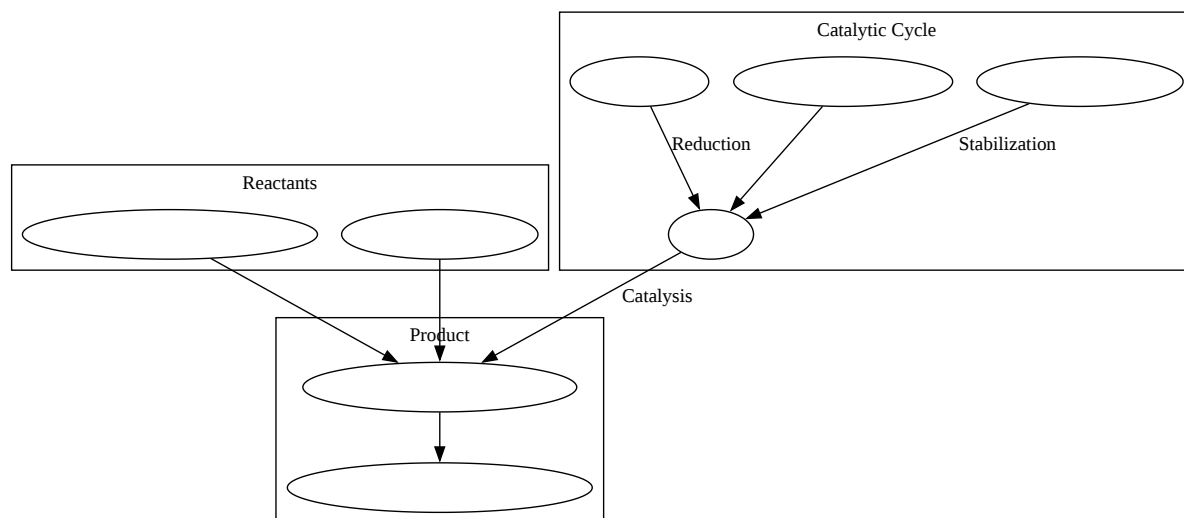 Catalytic Cycle
Reduction
Stabilization
Reactants
Catalysis
Product